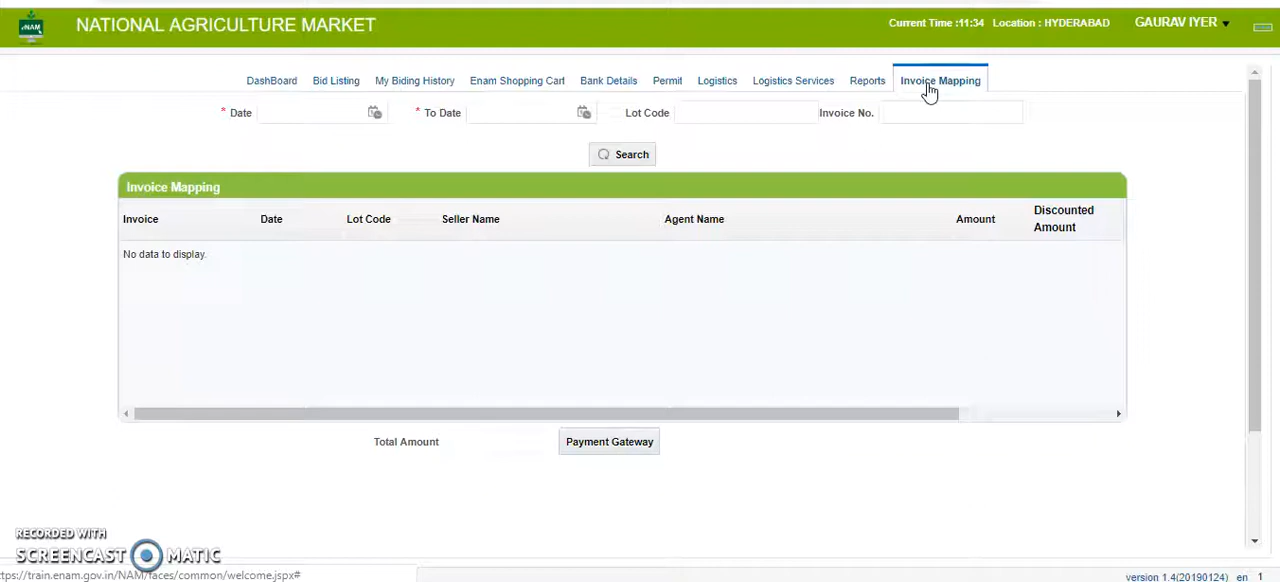 eNAM
NATIONAL AGRICULTURE MARKET
Current Time :11:34 Location : HYDERABAD GAURAV IYER
DashBoard Bid Listing My Biding History Enam Shopping Cart Bank Details Permit Logistics Logistics Services Reports Invoice Mapping
* Date * To Date Lot Code Invoice No.
Search
Invoice Mapping
Invoice Date Lot Code Seller Name Agent Name Amount Discounted Amount
No data to display.
Total Amount Payment Gateway
RECORDED WITH
SCREENCAST MATIC
ttps://train.enam.gov.in/NAM/faces/common/welcome.jspx#
version 1.4(20190124) en 1